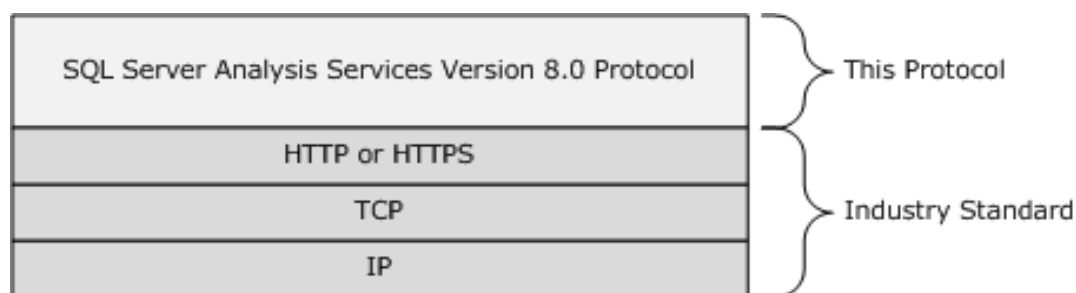 SQL Server Analysis Services Version 8.0 Protocol
This Protocol
HTTP or HTTPS
TCP
Industry Standard
IP